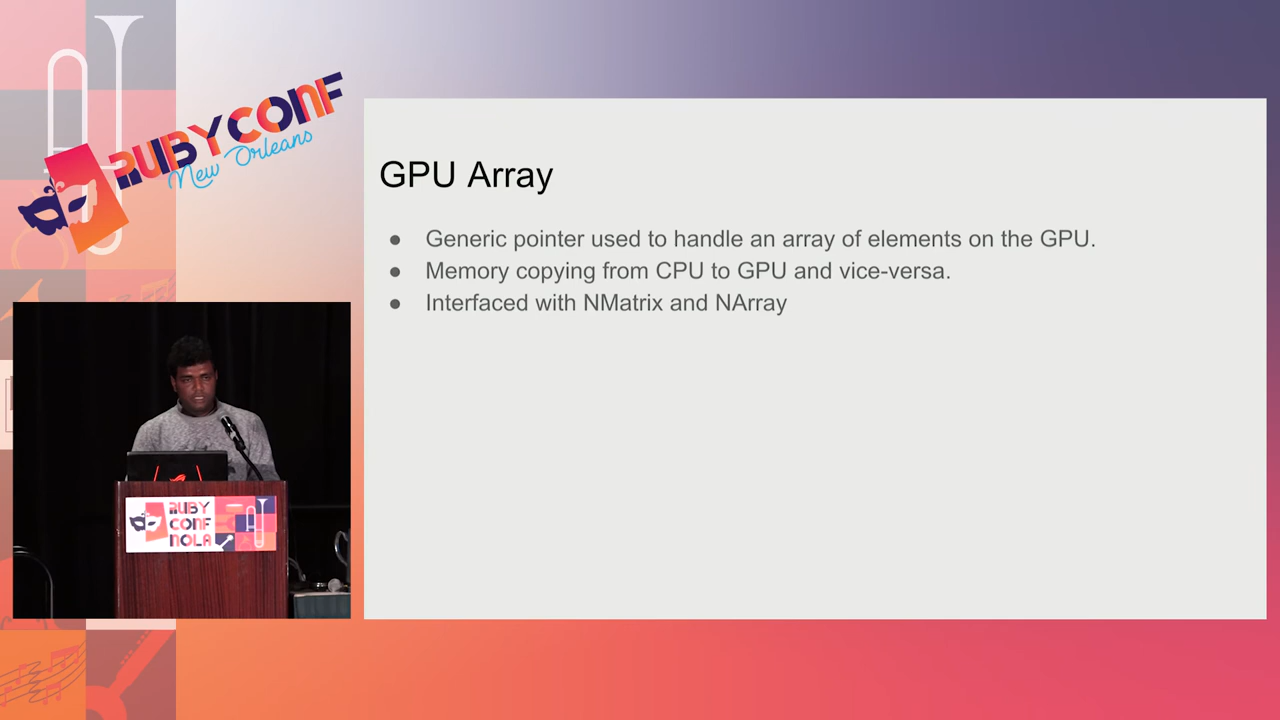 RUBYCONF
New Orleans
GPU Array
● Generic pointer used to handle an array of elements on the GPU.
● Memory copying from CPU to GPU and vice-versa.
● Interfaced with NMatrix and NArray
RUBY
CONF
NOLA